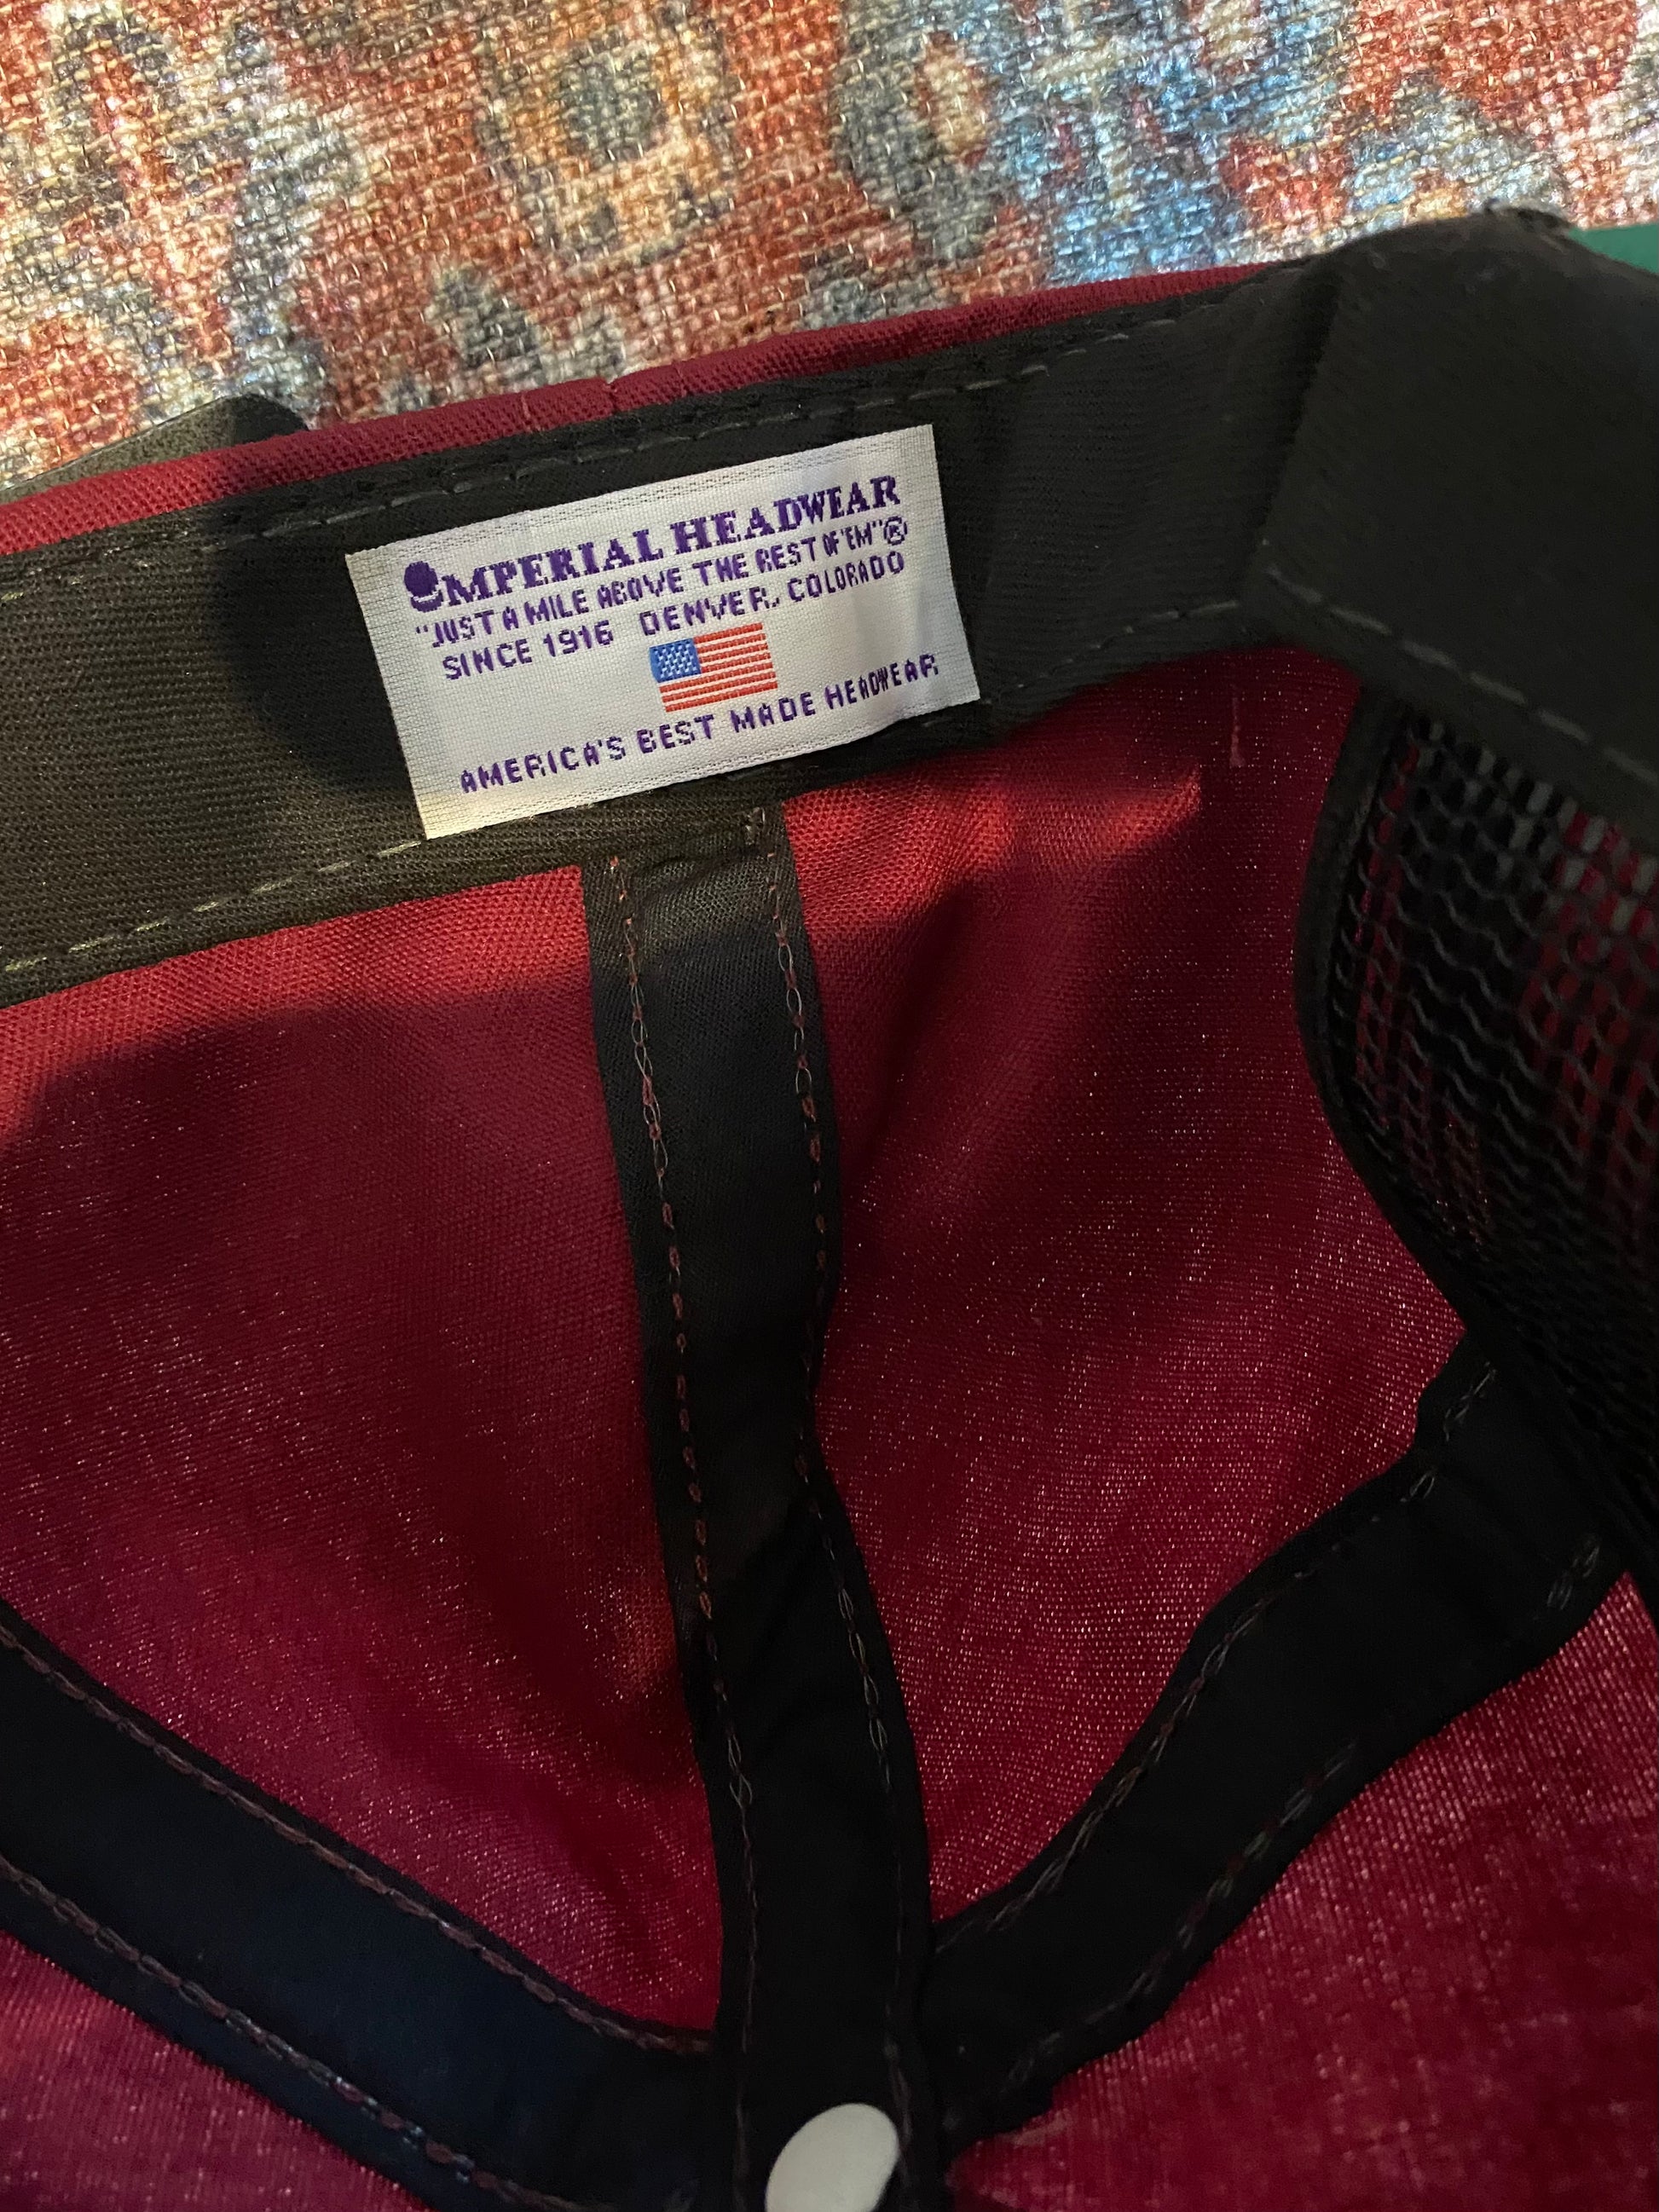 IMPERIAL HEADWEAR
"JUST A MILE ABOVE THE REST OF 'EM"®
SINCE 1916 DENVER, COLORADO
AMERICA'S BEST MADE HEADWEAR